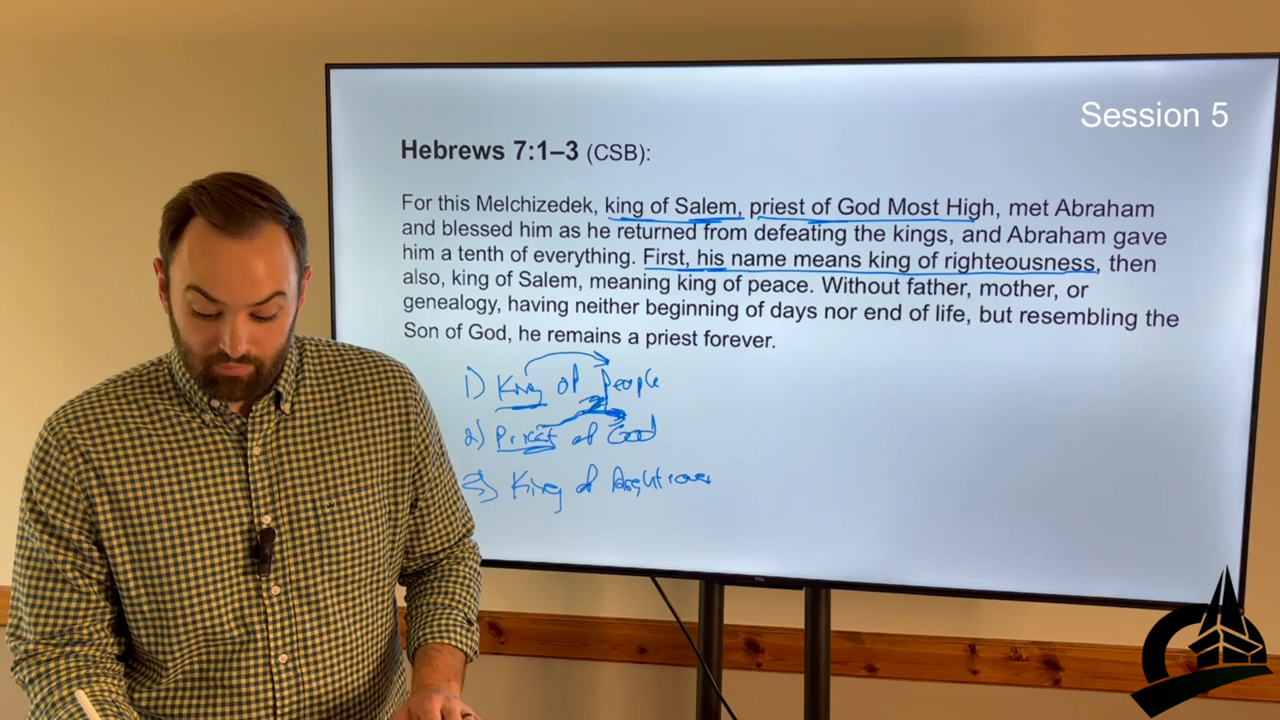 Session 5
Hebrews 7:1–3 (CSB):
For this Melchizedek, king of Salem, priest of God Most High, met Abraham
and blessed him as he returned from defeating the kings, and Abraham gave
him a tenth of everything. First, his name means king of righteousness, then
also, king of Salem, meaning king of peace. Without father, mother, or
genealogy, having neither beginning of days nor end of life, but resembling the
Son of God, he remains a priest forever.
1) King of People
2) Priest of God
3) King of
TCL